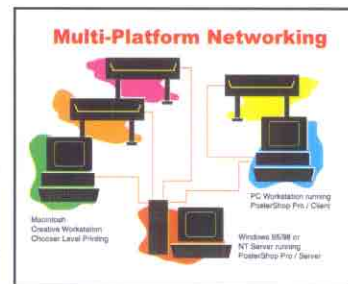 Multi-Platform Networking
Macintosh
Creative Workstation
Chooser Level Printing
PC Workstation running
PosterShop Pro / Client
Windows 95/98 or
NT Server running
PosterShop Pro / Server